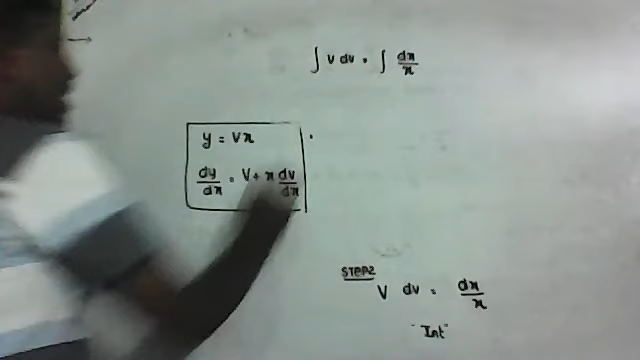 ∫ V dv = ∫ dx/x
y = Vx
dy/dx = V + x dv/dx
STEP2
V dv = dx/x
"Int"